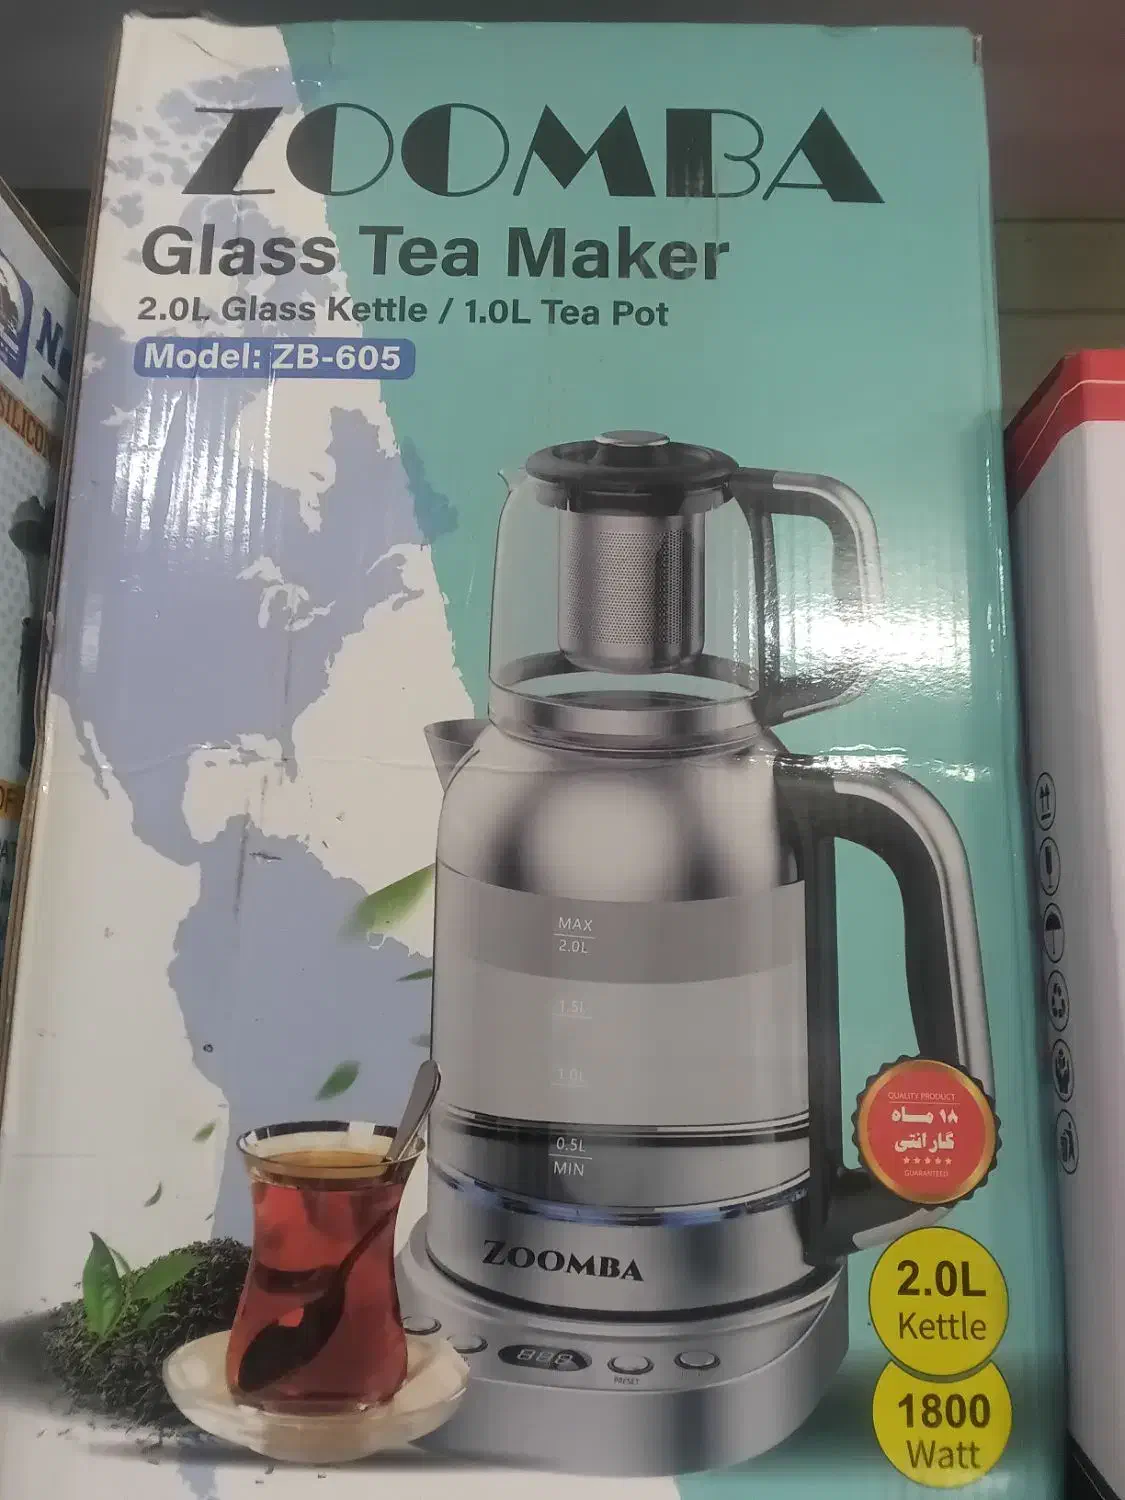 ZOOMBA
Glass Tea Maker
2.0L Glass Kettle / 1.0L Tea Pot
Model: ZB-605
MAX
2.0L
1.5L
1.0L
0.5L
MIN
ZOOMBA
888
PRESET
QUALITY PRODUCT
۱۸ ماه
گارانتی
GUARANTEED
2.0L
Kettle
1800
Watt